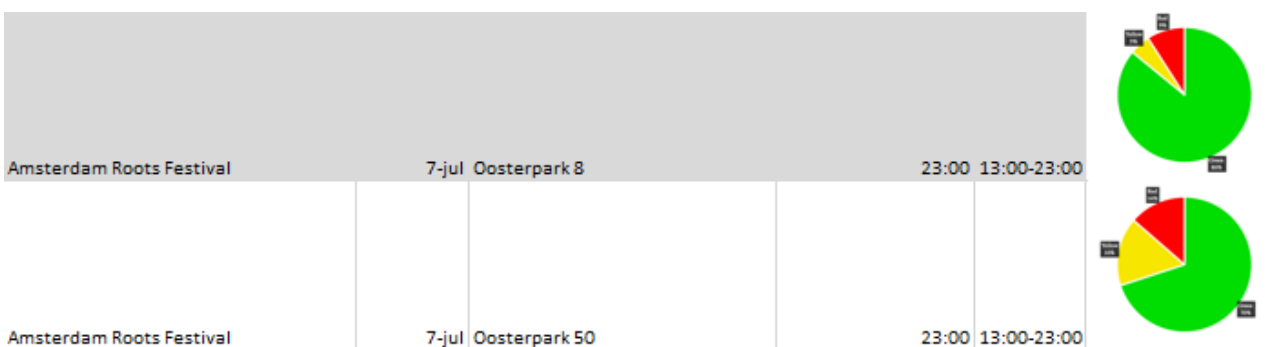 Amsterdam Roots Festival 7-jul Oosterpark 8 23:00 13:00-23:00
Amsterdam Roots Festival 7-jul Oosterpark 50 23:00 13:00-23:00